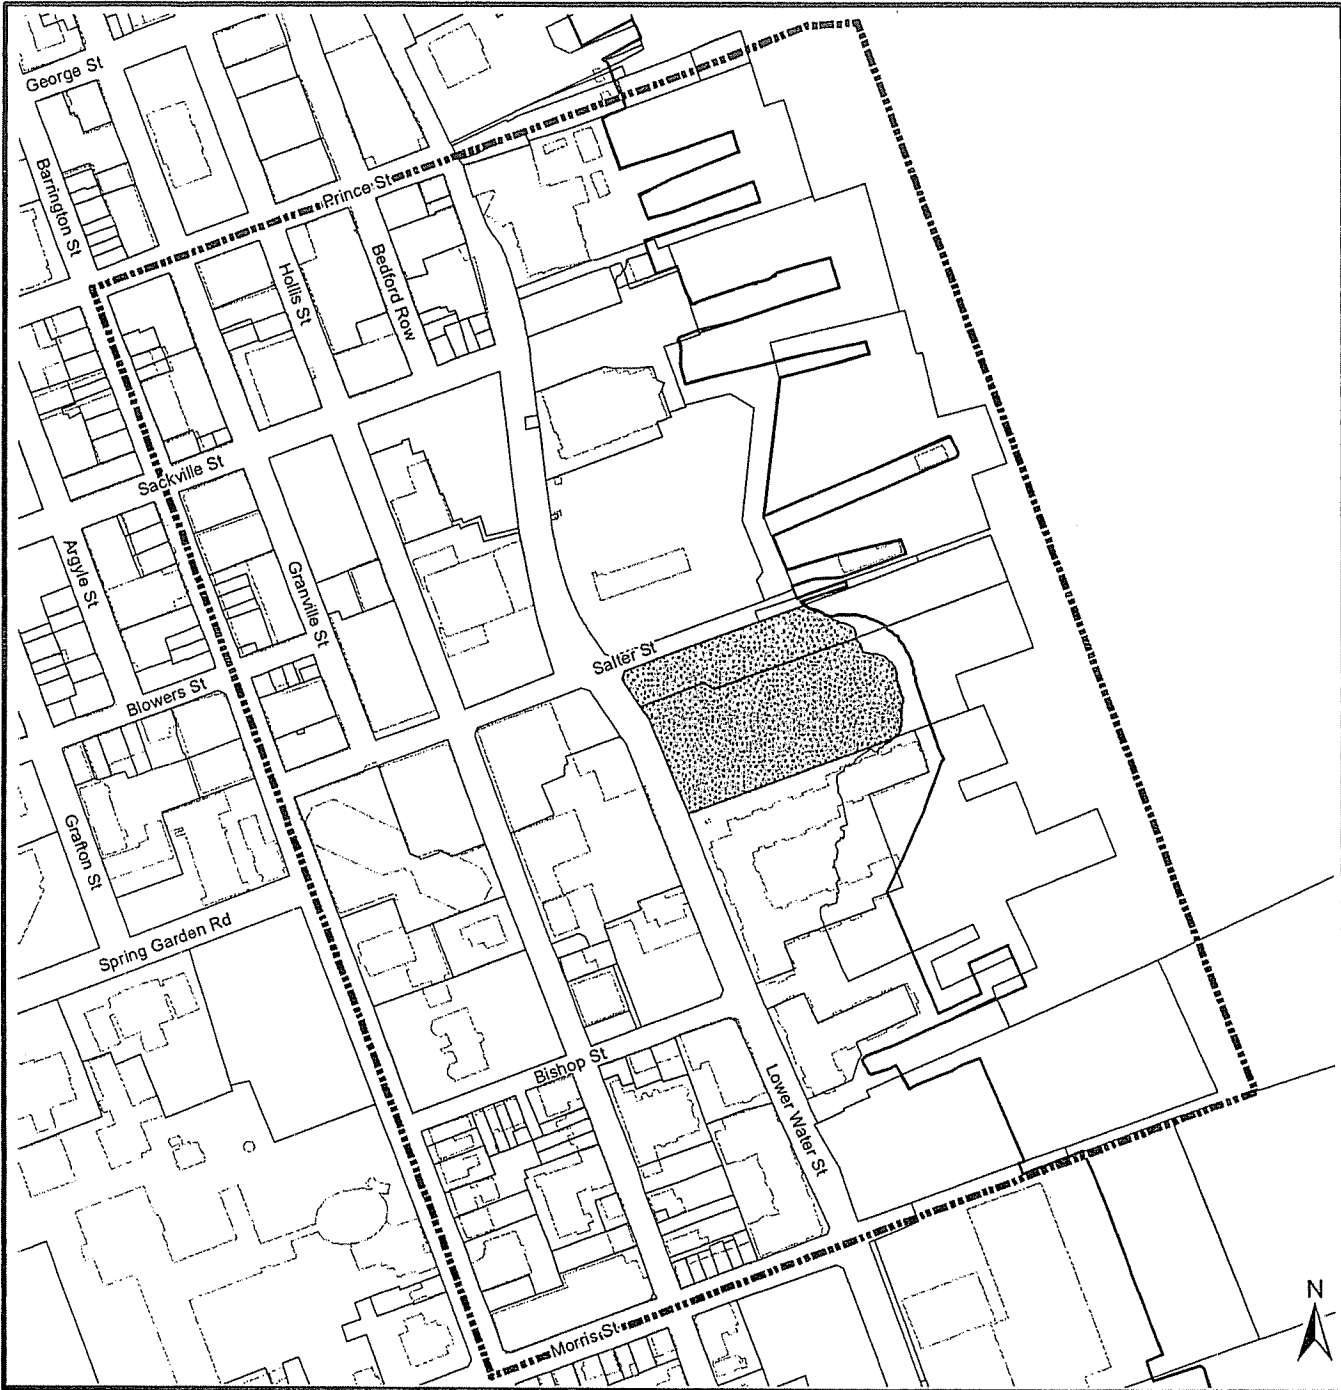 George St
Barrington St
Prince St
Hollis St
Bedford Row
Sackville St
Argyle St
Granville St
Salter St
Blowers St
Grafton St
Spring Garden Rd
Bishop St
Lower Water St
Morris St
N